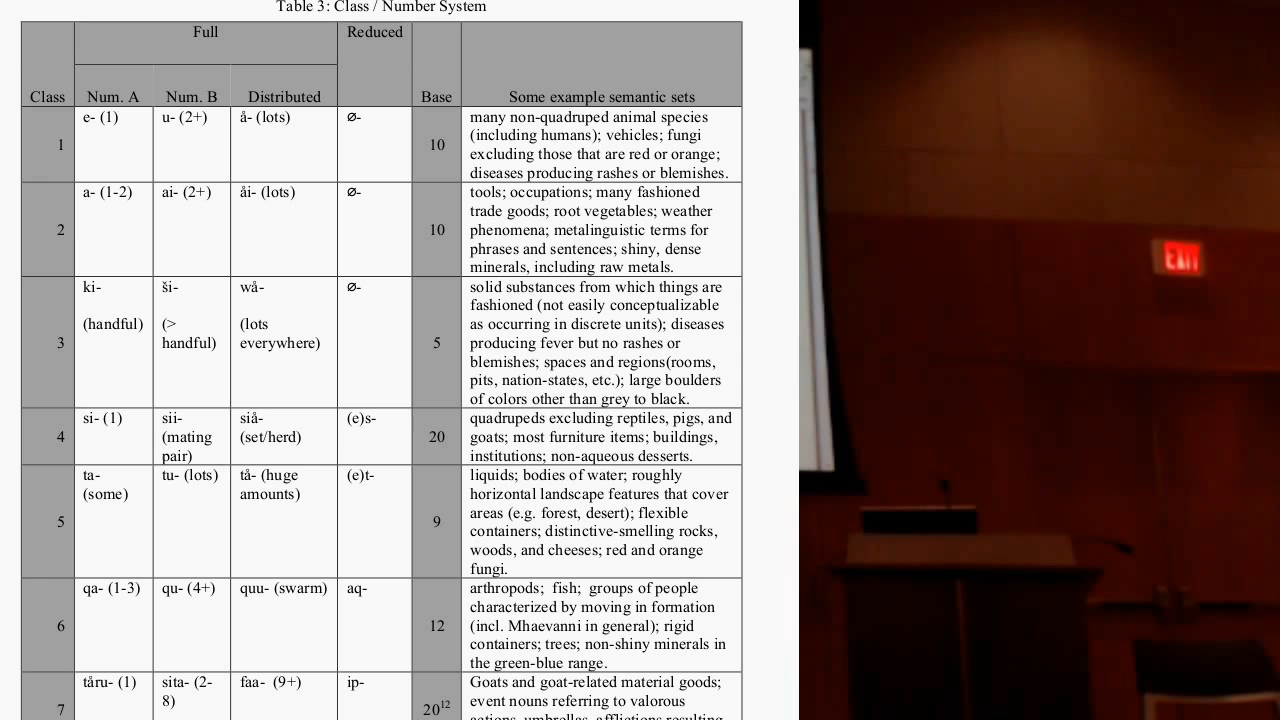 Table 3: Class / Number System
Full Reduced
Class Num. A Num. B Distributed Base Some example semantic sets
1 e- (1) u- (2+) å- (lots) ∅- 10
many non-quadruped animal species
(including humans); vehicles; fungi
excluding those that are red or orange;
diseases producing rashes or blemishes.
2 a- (1-2) ai- (2+) åi- (lots) ∅- 10
tools; occupations; many fashioned
trade goods; root vegetables; weather
phenomena; metalinguistic terms for
phrases and sentences; shiny, dense
minerals, including raw metals.
3 ki- ši- wå- ∅- 5
(handful) (> (lots
handful) everywhere)
solid substances from which things are
fashioned (not easily conceptualizable
as occurring in discrete units); diseases
producing fever but no rashes or
blemishes; spaces and regions(rooms,
pits, nation-states, etc.); large boulders
of colors other than grey to black.
4 si- (1) sii- siå- (e)s- 20
(mating (set/herd)
pair)
quadrupeds excluding reptiles, pigs, and
goats; most furniture items; buildings,
institutions; non-aqueous desserts.
5 ta- tu- (lots) tå- (huge (e)t- 9
(some) amounts)
liquids; bodies of water; roughly
horizontal landscape features that cover
areas (e.g. forest, desert); flexible
containers; distinctive-smelling rocks,
woods, and cheeses; red and orange
fungi.
6 qa- (1-3) qu- (4+) quu- (swarm) aq- 12
arthropods; fish; groups of people
characterized by moving in formation
(incl. Mhaevanni in general); rigid
containers; trees; non-shiny minerals in
the green-blue range.
7 tåru- (1) sita- (2- faa- (9+) ip- 20¹²
8)
Goats and goat-related material goods;
event nouns referring to valorous
actions, umbrellas, afflictions resulting
EXIT